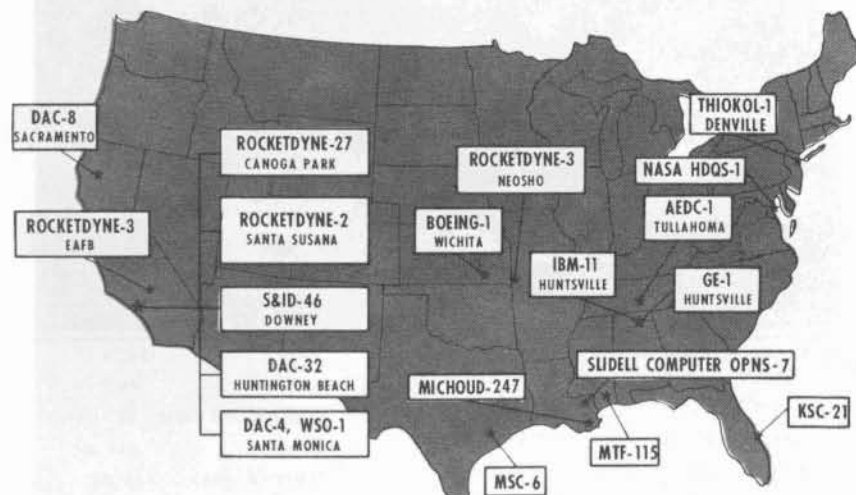 DAC-8
SACRAMENTO
ROCKETDYNE-3
EAFB
ROCKETDYNE-27
CANOGA PARK
ROCKETDYNE-2
SANTA SUSANA
S&ID-46
DOWNEY
DAC-32
HUNTINGTON BEACH
DAC-4, WSO-1
SANTA MONICA
ROCKETDYNE-3
NEOSHO
BOEING-1
WICHITA
THIOKOL-1
DENVILLE
NASA HDQS-1
AEDC-1
TULLAHOMA
IBM-11
HUNTSVILLE
GE-1
HUNTSVILLE
SLIDELL COMPUTER OPNS-7
MICHOUD-247
KSC-21
MTF-115
MSC-6